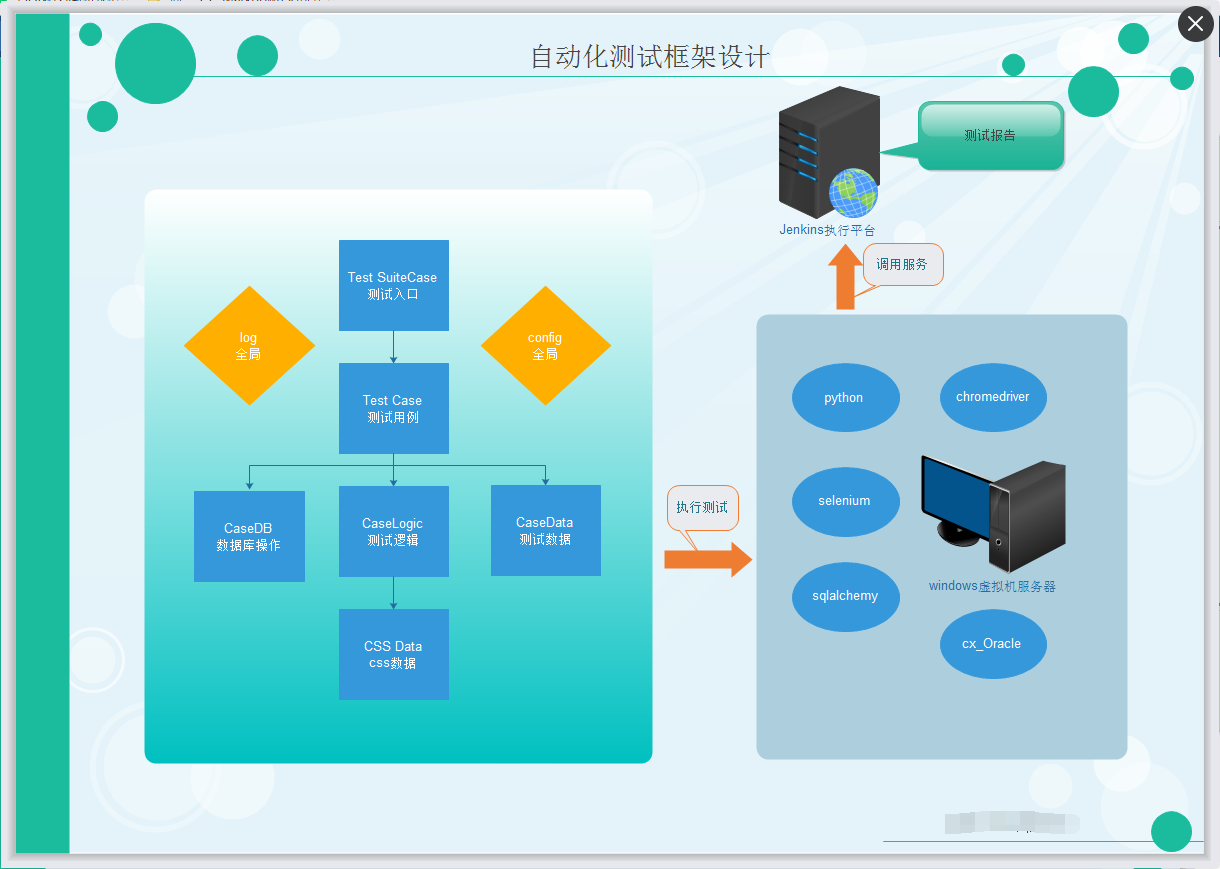 自动化测试框架设计
测试报告
Jenkins执行平台
调用服务
Test SuiteCase
测试入口
log
全局
config
全局
Test Case
测试用例
CaseDB
数据库操作
CaseLogic
测试逻辑
CaseData
测试数据
CSS Data
css数据
执行测试
python
chromedriver
selenium
windows虚拟机服务器
sqlalchemy
cx_Oracle